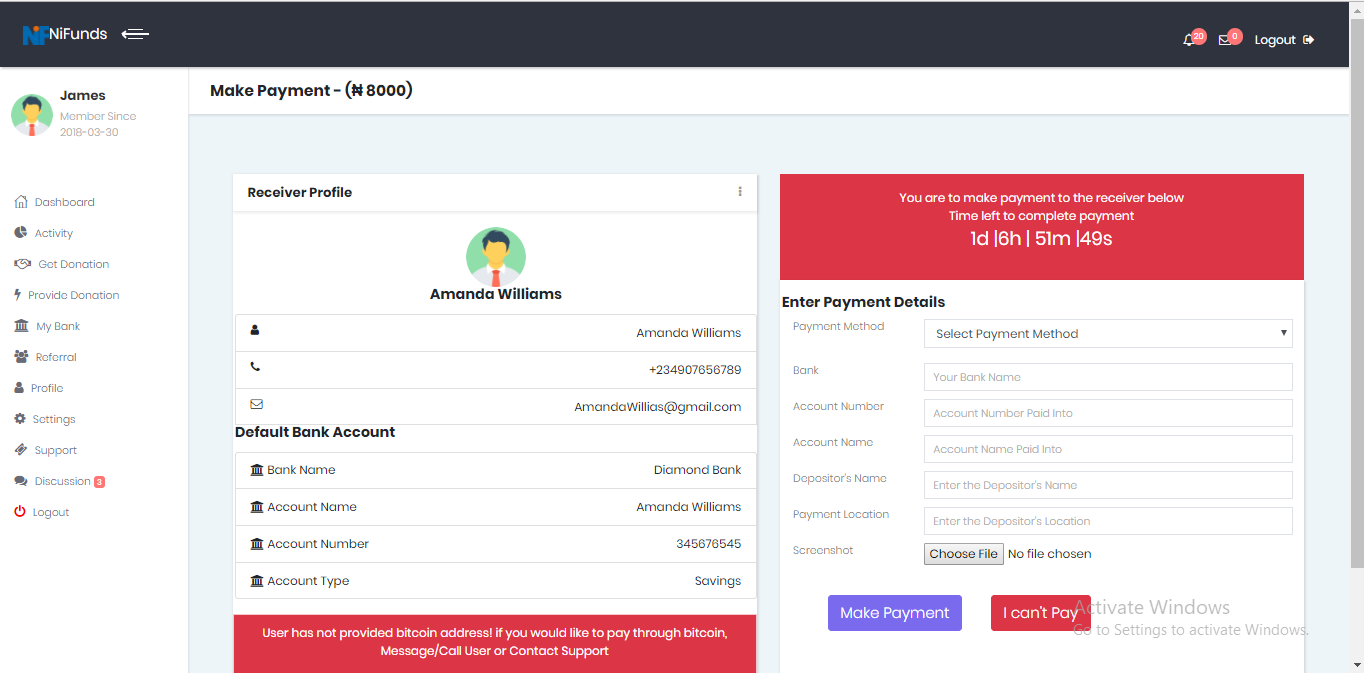 NiFunds
20
0
Logout
James
Member Since
2018-03-30
Dashboard
Activity
Get Donation
Provide Donation
My Bank
Referral
Profile
Settings
Support
Discussion 3
Logout
Make Payment - (₦ 8000)
Receiver Profile
Amanda Williams
Amanda Williams
+234907656789
AmandaWillias@gmail.com
Default Bank Account
Bank Name Diamond Bank
Account Name Amanda Williams
Account Number 345676545
Account Type Savings
User has not provided bitcoin address! if you would like to pay through bitcoin,
Message/Call User or Contact Support
You are to make payment to the receiver below
Time left to complete payment
1d |6h | 51m |49s
Enter Payment Details
Payment Method Select Payment Method
Bank Your Bank Name
Account Number Account Number Paid Into
Account Name Account Name Paid Into
Depositor's Name Enter the Depositor's Name
Payment Location Enter the Depositor's Location
Screenshot Choose File No file chosen
Make Payment I can't Pay
Activate Windows
Go to Settings to activate Windows.